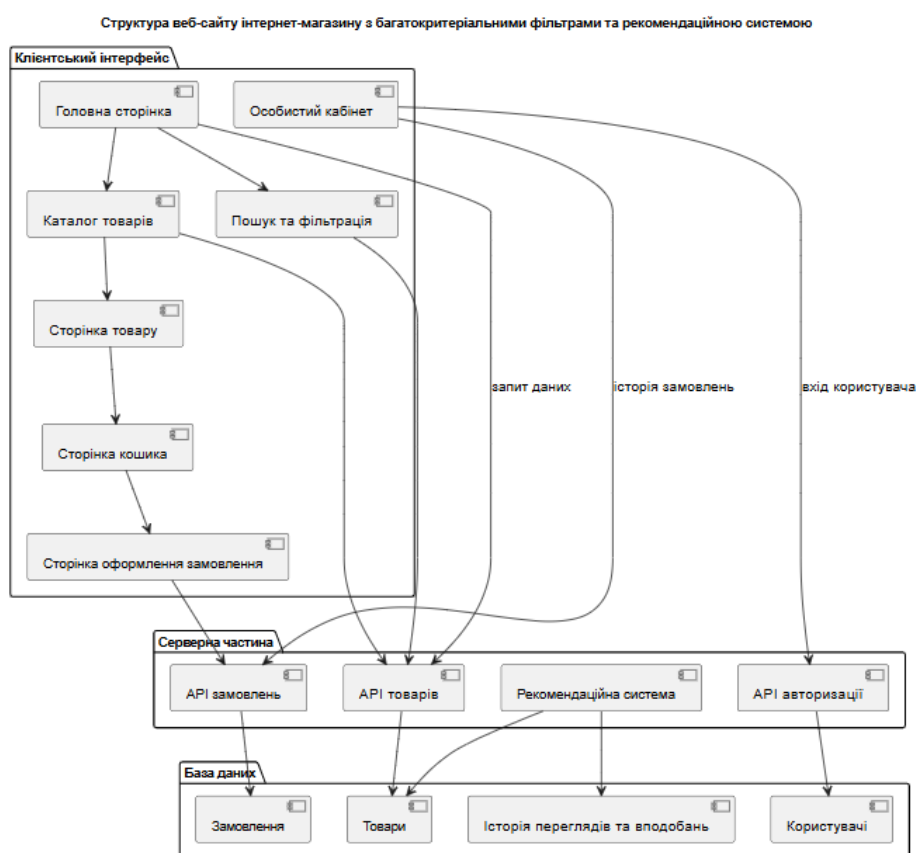 Структура веб-сайту інтернет-магазину з багатокритеріальними фільтрами та рекомендаційною системою
Клієнтський інтерфейс
Головна сторінка
Особистий кабінет
Каталог товарів
Пошук та фільтрація
Сторінка товару
запит даних
історія замовлень
вхід користувача
Сторінка кошика
Сторінка оформлення замовлення
Серверна частина
API замовлень
API товарів
Рекомендаційна система
API авторизації
База даних
Замовлення
Товари
Історія переглядів та вподобань
Користувачі